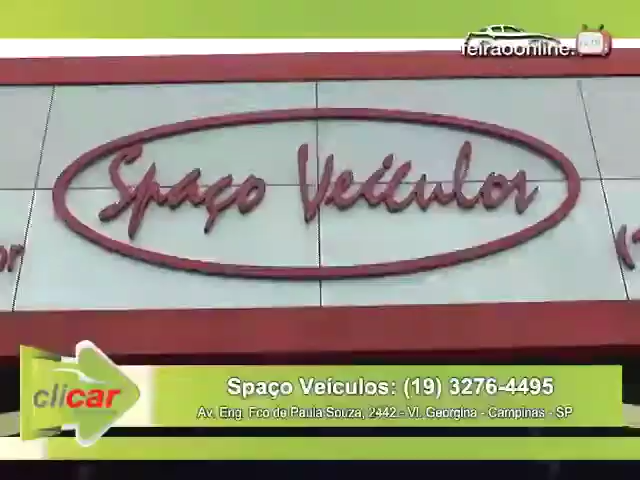 feiraoonline.
Spaço Veículos
clicar
Spaço Veículos: (19) 3276-4495
Av. Eng. Fco de Paula Souza, 2442 - Vl. Georgina - Campinas - SP